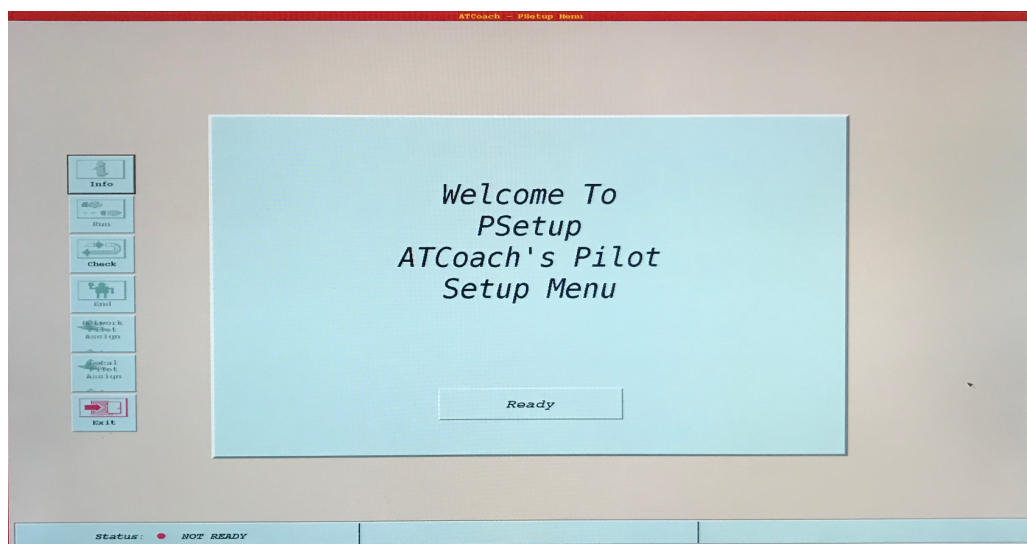 ATCoach - PSetup Menu
Info
Run
Check
End
Network
Pilot
Assign
Local
Pilot
Assign
Exit
Welcome To
PSetup
ATCoach's Pilot
Setup Menu
Ready
Status: NOT READY